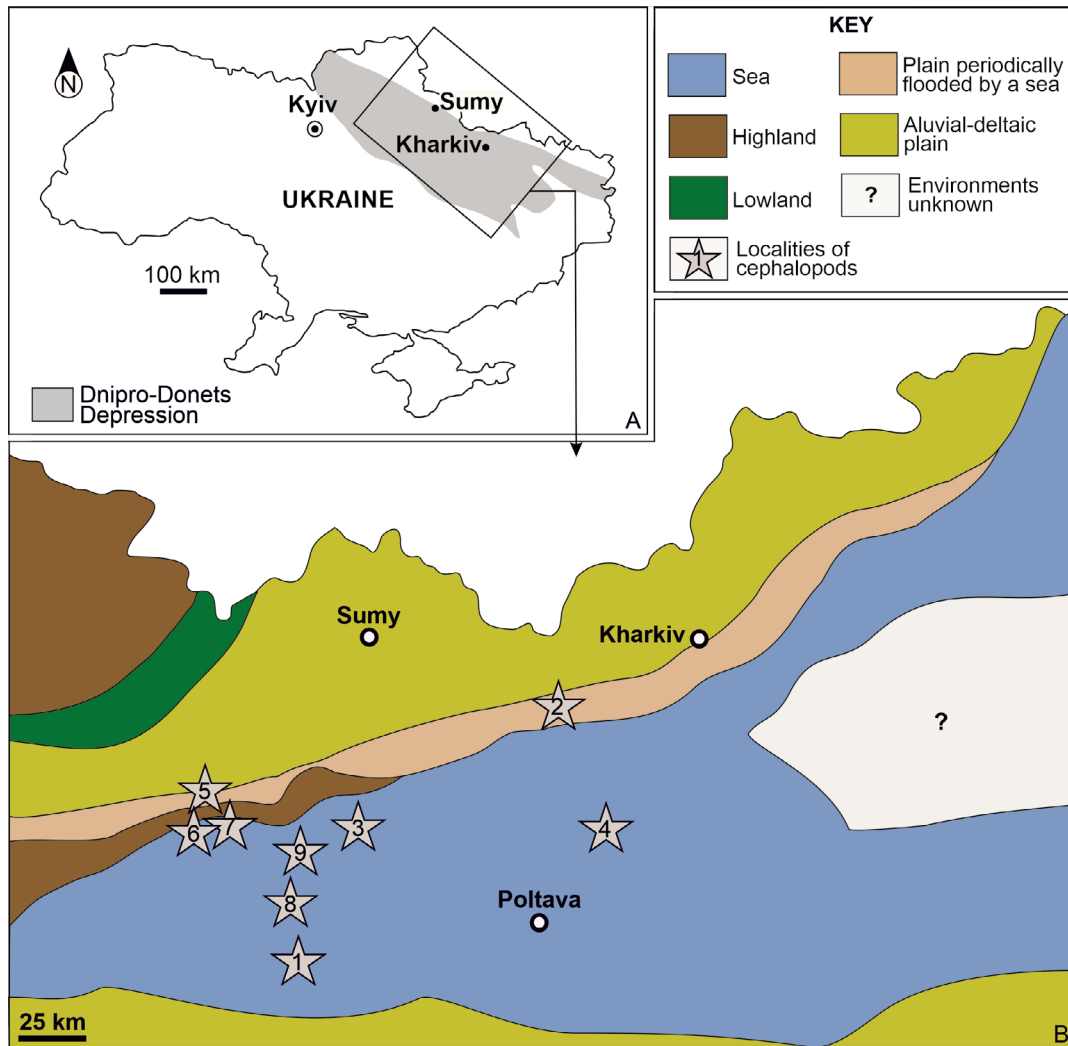 N
Kyiv
Sumy
Kharkiv
UKRAINE
100 km
Dnipro-Donets
Depression
A
KEY
Sea
Plain periodically
flooded by a sea
Highland
Aluvial-deltaic
plain
Lowland
?
Environments
unknown
1
Localities of
cephalopods
Sumy
Kharkiv
2
?
5
6
7
3
4
9
8
Poltava
1
25 km
B